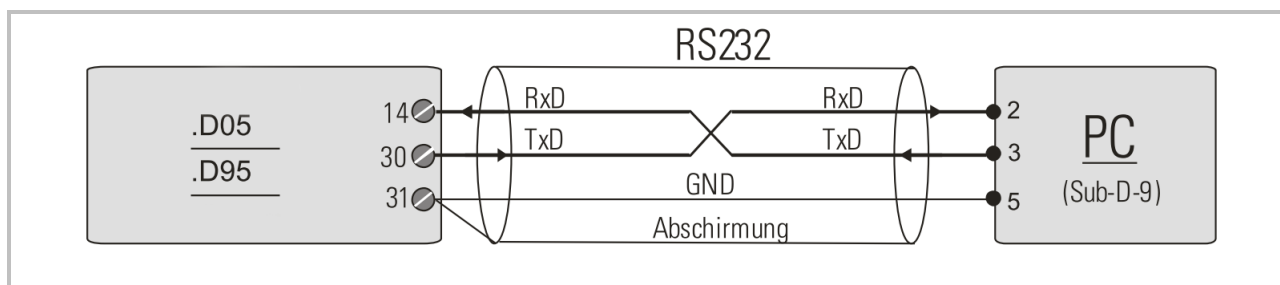 RS232
14 RxD RxD 2
.D05
PC
30 TxD TxD 3
.D95
(Sub-D-9)
31 GND 5
Abschirmung